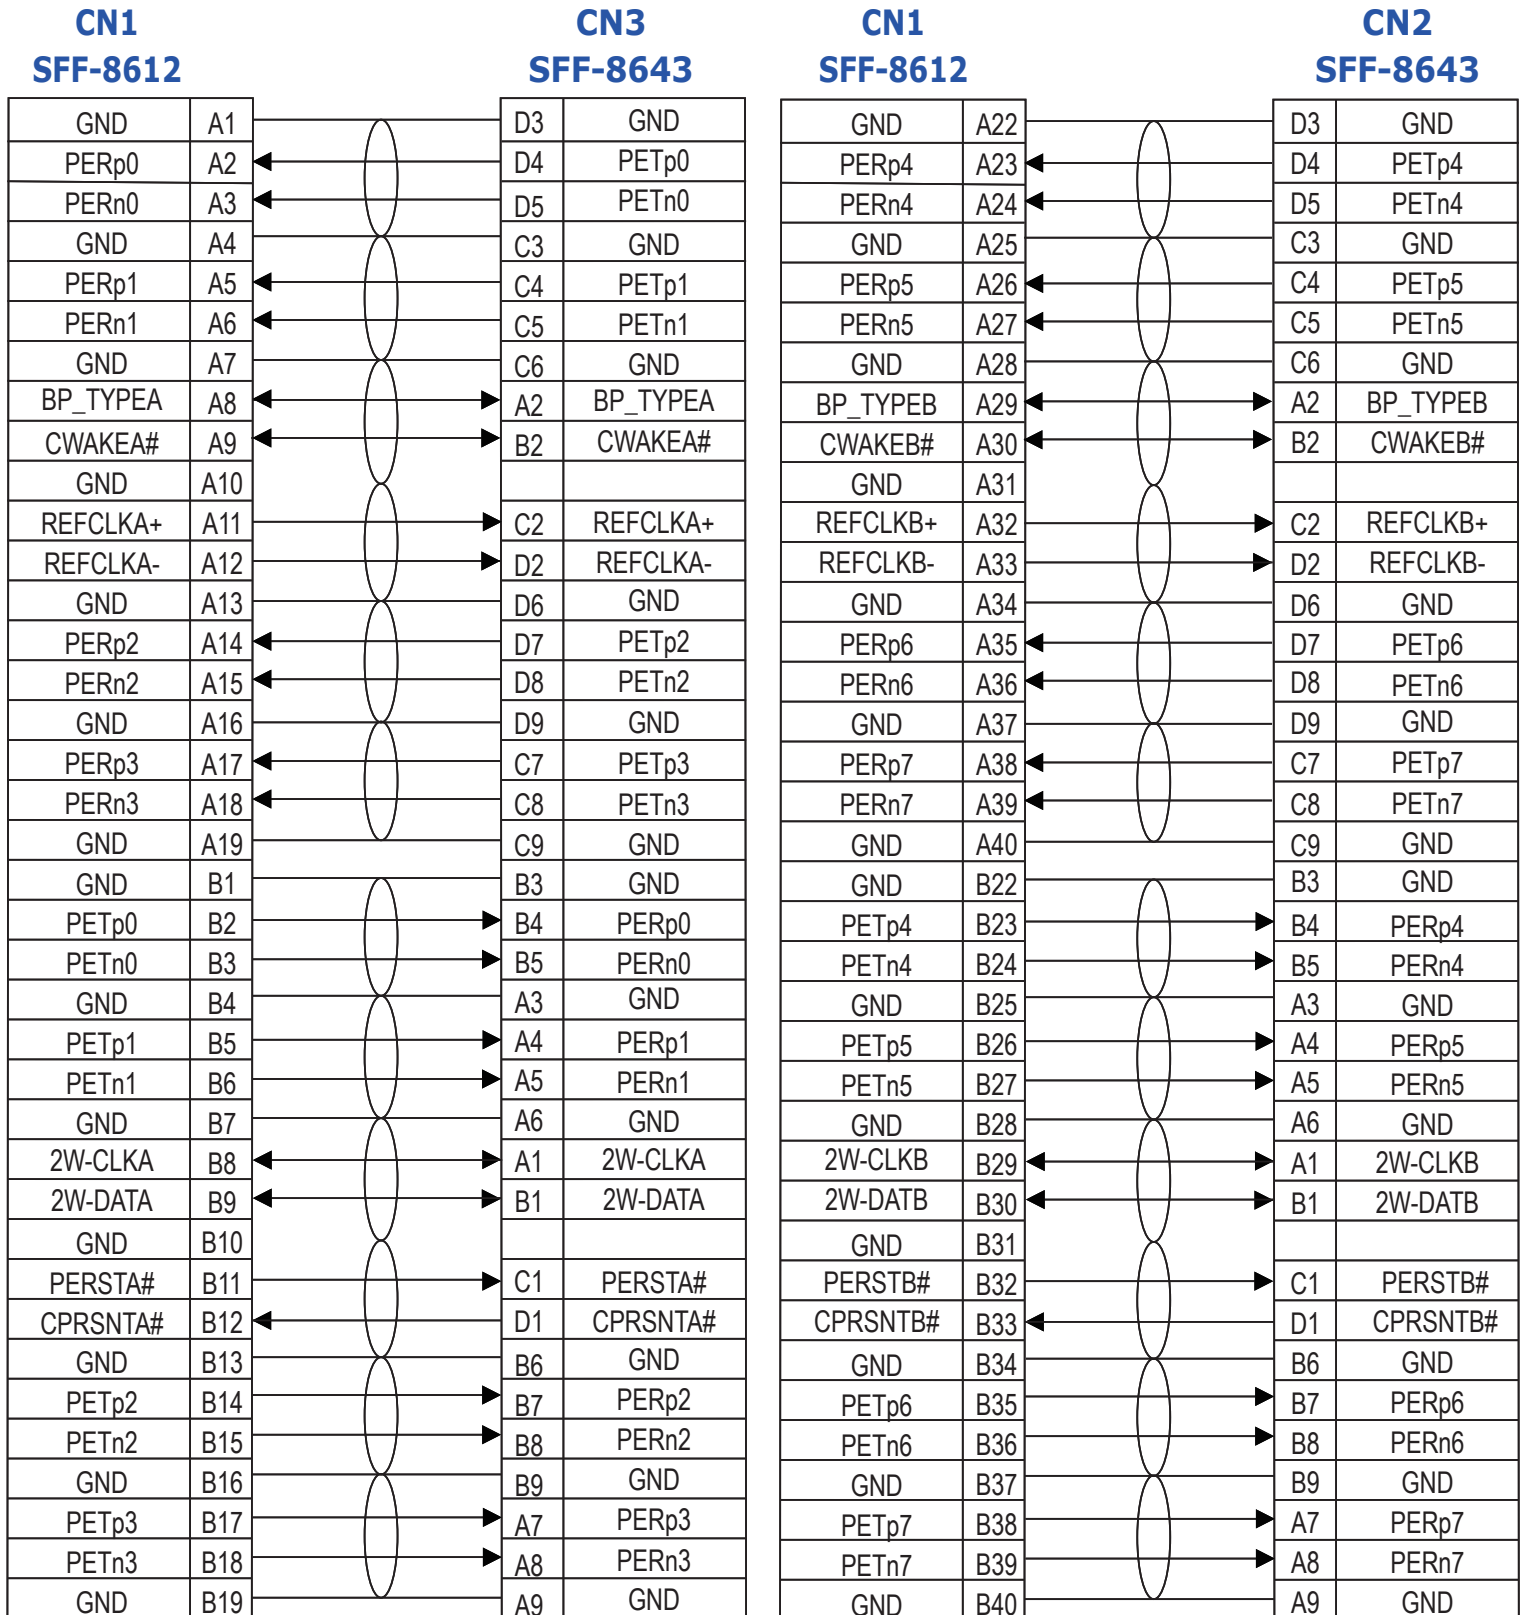 CN1 CN3 CN1 CN2
SFF-8612 SFF-8643 SFF-8612 SFF-8643
GND A1 D3 GND GND A22 D3 GND
PERp0 A2 D4 PETp0 PERp4 A23 D4 PETp4
PERn0 A3 D5 PETn0 PERn4 A24 D5 PETn4
GND A4 C3 GND GND A25 C3 GND
PERp1 A5 C4 PETp1 PERp5 A26 C4 PETp5
PERn1 A6 C5 PETn1 PERn5 A27 C5 PETn5
GND A7 C6 GND GND A28 C6 GND
BP_TYPEA A8 A2 BP_TYPEA BP_TYPEB A29 A2 BP_TYPEB
CWAKEA# A9 B2 CWAKEA# CWAKEB# A30 B2 CWAKEB#
GND A10 GND A31
REFCLKA+ A11 C2 REFCLKA+ REFCLKB+ A32 C2 REFCLKB+
REFCLKA- A12 D2 REFCLKA- REFCLKB- A33 D2 REFCLKB-
GND A13 D6 GND GND A34 D6 GND
PERp2 A14 D7 PETp2 PERp6 A35 D7 PETp6
PERn2 A15 D8 PETn2 PERn6 A36 D8 PETn6
GND A16 D9 GND GND A37 D9 GND
PERp3 A17 C7 PETp3 PERp7 A38 C7 PETp7
PERn3 A18 C8 PETn3 PERn7 A39 C8 PETn7
GND A19 C9 GND GND A40 C9 GND
GND B1 B3 GND GND B22 B3 GND
PETp0 B2 B4 PERp0 PETp4 B23 B4 PERp4
PETn0 B3 B5 PERn0 PETn4 B24 B5 PERn4
GND B4 A3 GND GND B25 A3 GND
PETp1 B5 A4 PERp1 PETp5 B26 A4 PERp5
PETn1 B6 A5 PERn1 PETn5 B27 A5 PERn5
GND B7 A6 GND GND B28 A6 GND
2W-CLKA B8 A1 2W-CLKA 2W-CLKB B29 A1 2W-CLKB
2W-DATA B9 B1 2W-DATA 2W-DATB B30 B1 2W-DATB
GND B10 GND B31
PERSTA# B11 C1 PERSTA# PERSTB# B32 C1 PERSTB#
CPRSNTA# B12 D1 CPRSNTA# CPRSNTB# B33 D1 CPRSNTB#
GND B13 B6 GND GND B34 B6 GND
PETp2 B14 B7 PERp2 PETp6 B35 B7 PERp6
PETn2 B15 B8 PERn2 PETn6 B36 B8 PERn6
GND B16 B9 GND GND B37 B9 GND
PETp3 B17 A7 PERp3 PETp7 B38 A7 PERp7
PETn3 B18 A8 PERn3 PETn7 B39 A8 PERn7
GND B19 A9 GND GND B40 A9 GND